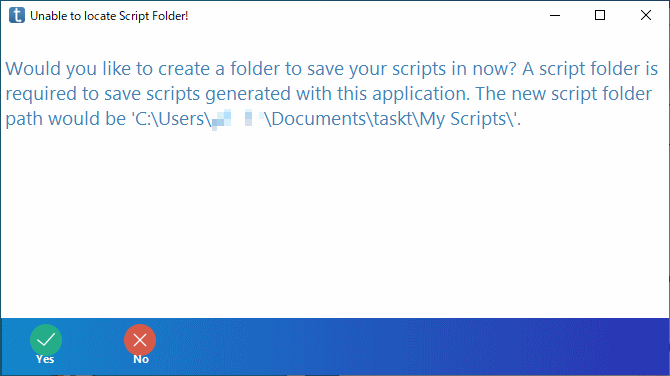 t
Unable to locate Script Folder!
Would you like to create a folder to save your scripts in now? A script folder is
required to save scripts generated with this application. The new script folder
path would be 'C:\Users\ \Documents\taskt\My Scripts\'.
Yes
No